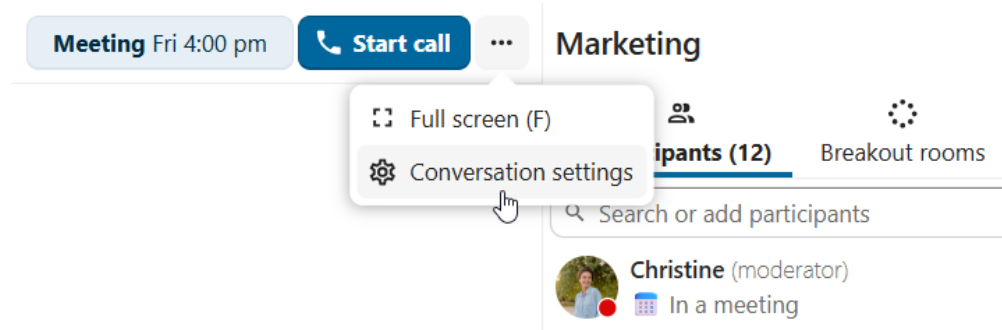 Meeting Fri 4:00 pm
Start call
Marketing
Full screen (F)
Conversation settings
ipants (12)
Breakout rooms
Search or add participants
Christine (moderator)
In a meeting